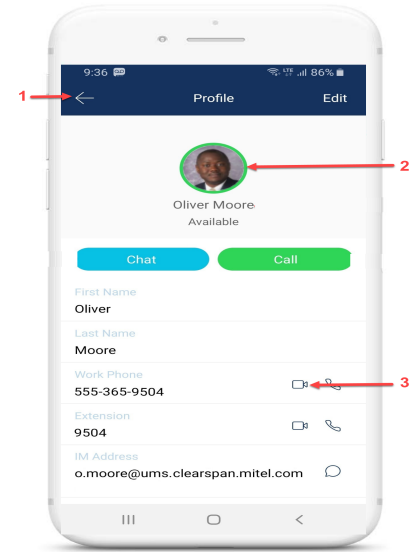 9:36 LTE 86%
1
Profile Edit
2
Oliver Moore
Available
Chat Call
First Name
Oliver
Last Name
Moore
Work Phone
555-365-9504
3
Extension
9504
IM Address
o.moore@ums.clearspan.mitel.com